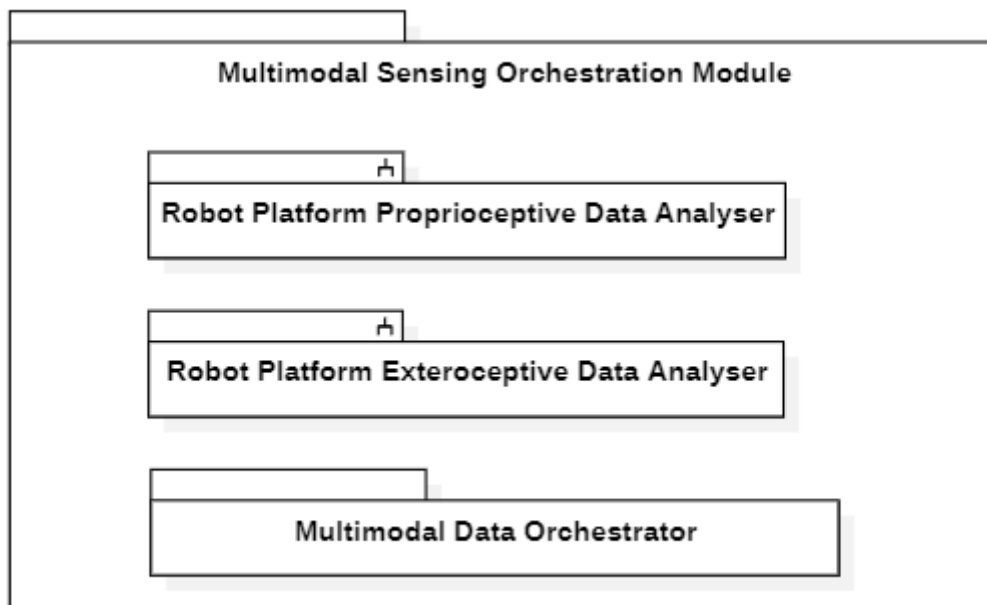 Multimodal Sensing Orchestration Module
Robot Platform Proprioceptive Data Analyser
Robot Platform Exteroceptive Data Analyser
Multimodal Data Orchestrator